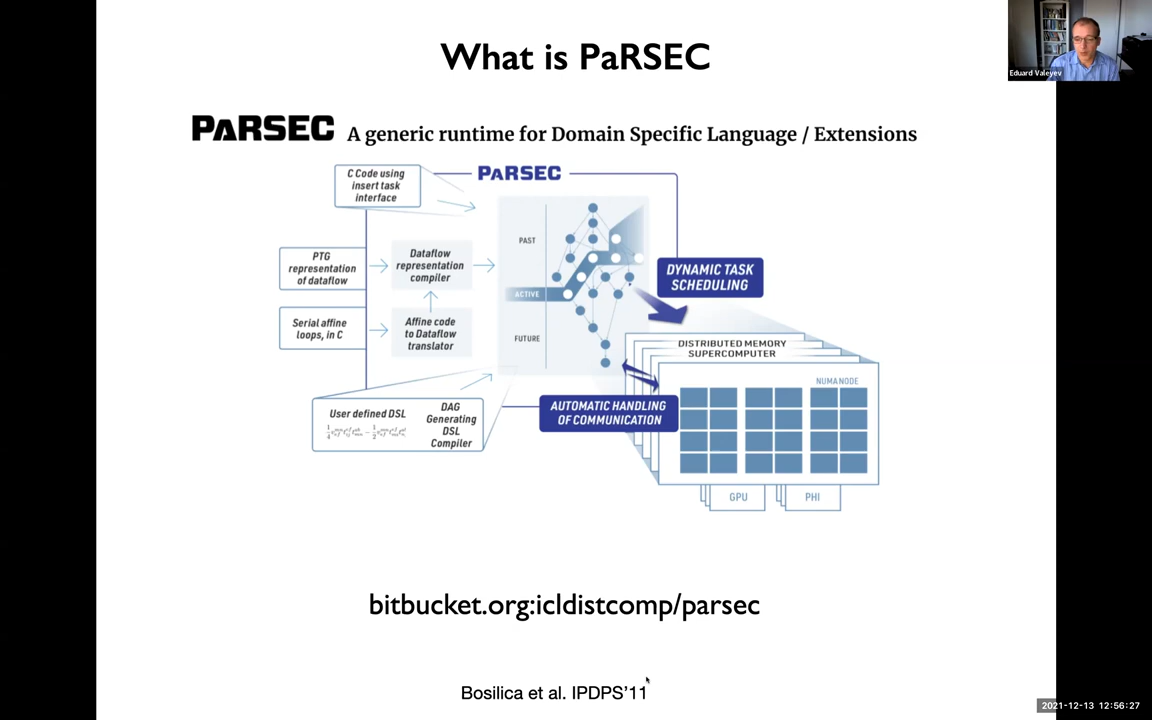 What is PaRSEC
Eduard Valeyev
PARSEC A generic runtime for Domain Specific Language / Extensions
C Code using
insert task
interface
PARSEC
PTG
representation
of dataflow
Dataflow
representation
compiler
Serial affine
loops, in C
Affine code
to Dataflow
translator
PAST
ACTIVE
FUTURE
DYNAMIC TASK
SCHEDULING
DISTRIBUTED MEMORY
SUPERCOMPUTER
NUMA NODE
User defined DSL
DAG
Generating
DSL
Compiler
AUTOMATIC HANDLING
OF COMMUNICATION
GPU
PHI
bitbucket.org:icldistcomp/parsec
Bosilica et al. IPDPS’11
2021-12-13 12:56:27